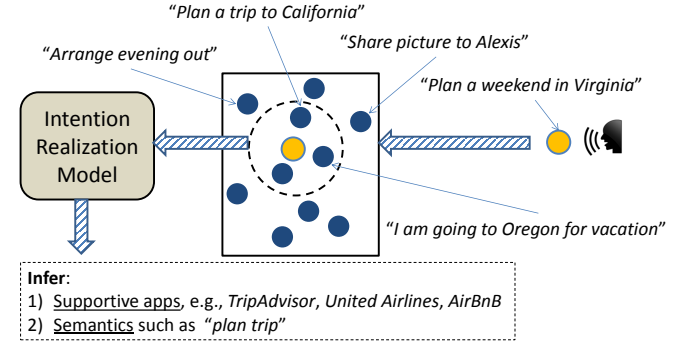 “Plan a trip to California”
“Arrange evening out”
“Share picture to Alexis”
“Plan a weekend in Virginia”
Intention
Realization
Model
“I am going to Oregon for vacation”
Infer:
1) Supportive apps, e.g., TripAdvisor, United Airlines, AirBnB
2) Semantics such as “plan trip”